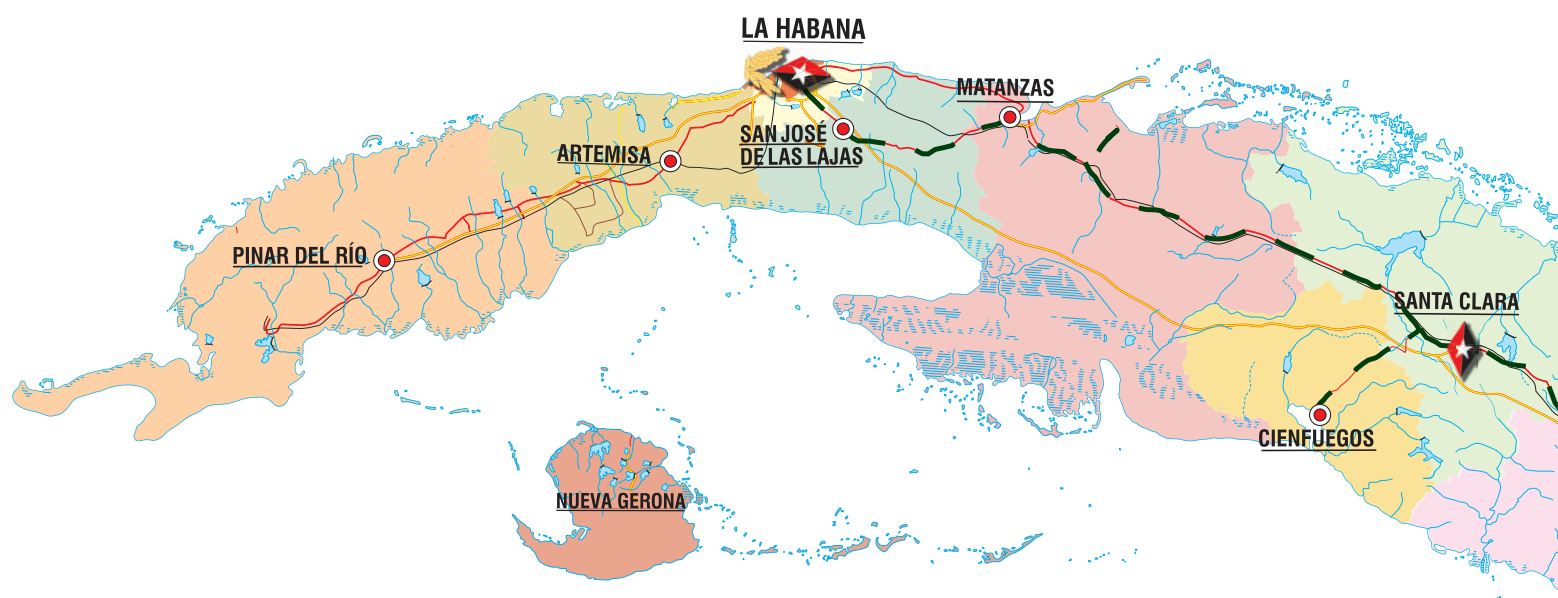 LA HABANA
MATANZAS
SAN JOSÉ
DE LAS LAJAS
ARTEMISA
PINAR DEL RÍO
SANTA CLARA
CIENFUEGOS
NUEVA GERONA